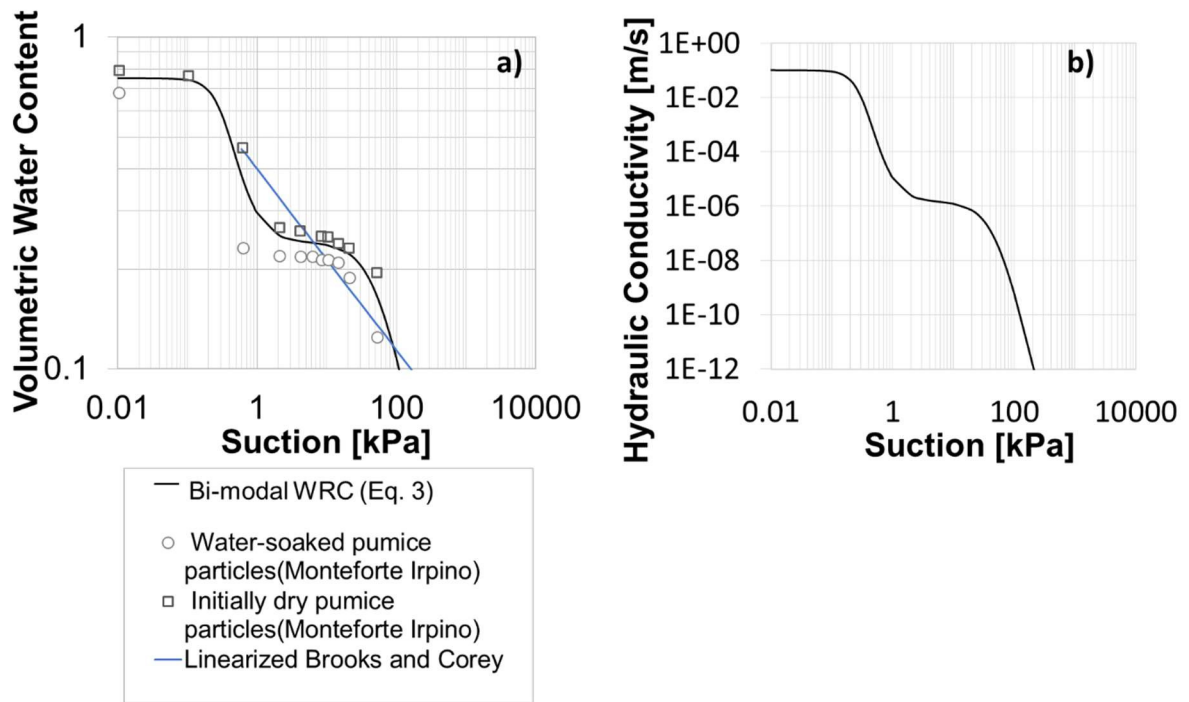 Volumetric Water Content
1
0.1
a)
0.01
1
100
10000
Suction [kPa]
Bi-modal WRC (Eq. 3)
Water-soaked pumice
particles(Monteforte Irpino)
Initially dry pumice
particles(Monteforte Irpino)
Linearized Brooks and Corey
Hydraulic Conductivity [m/s]
1E+00
1E-02
1E-04
1E-06
1E-08
1E-10
1E-12
b)
0.01
1
100
10000
Suction [kPa]